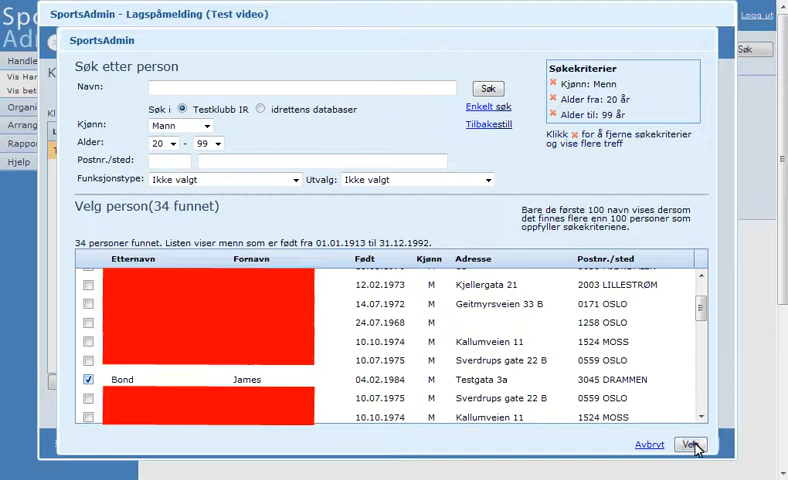 SportsAdmin - Lagspåmelding (Test video)
Logg ut
SportsAdmin
Søk etter person
Navn:
Søk
Søk i Testklubb IR idrettens databaser
Enkelt søk
Kjønn: Mann
Tilbakestill
Alder: 20 - 99
Postnr./sted:
Funksjonstype: Ikke valgt Utvalg: Ikke valgt
Søkekriterier
Kjønn: Menn
Alder fra: 20 år
Alder til: 99 år
Klikk for å fjerne søkekriterier
og vise flere treff
Velg person(34 funnet)
Bare de første 100 navn vises dersom
det finnes flere enn 100 personer som
oppfyller søkekriteriene.
34 personer funnet. Listen viser menn som er født fra 01.01.1913 til 31.12.1992.
Etternavn Fornavn Født Kjønn Adresse Postnr./sted
12.02.1973 M Kjellergata 21 2003 LILLESTRØM
14.07.1972 M Geitmyrsveien 33 B 0171 OSLO
24.07.1968 M 1258 OSLO
10.10.1974 M Kallumveien 11 1524 MOSS
10.07.1975 M Sverdrups gate 22 B 0559 OSLO
Bond James 04.02.1984 M Testgata 3a 3045 DRAMMEN
10.07.1975 M Sverdrups gate 22 B 0559 OSLO
10.10.1974 M Kallumveien 11 1524 MOSS
Avbryt
Søk
Handle
Vis Har
Vis bet
Organi
Arrang
Rappor
Hjelp